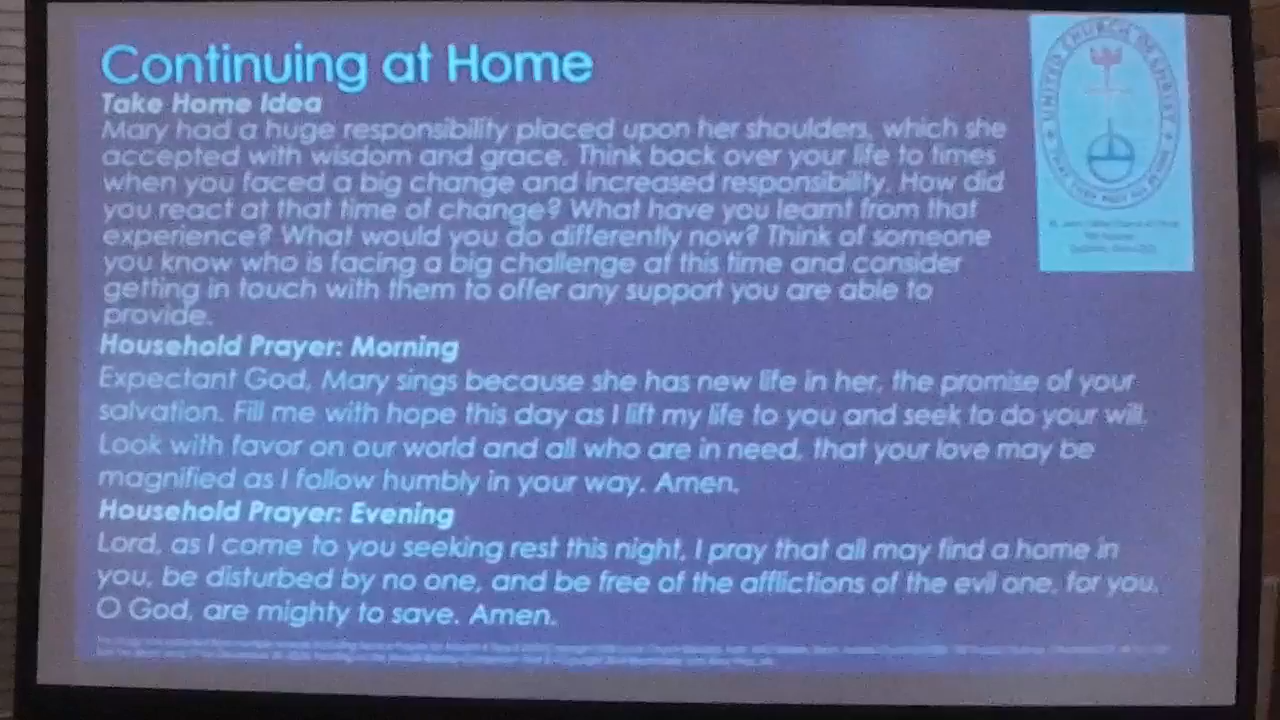 Continuing at Home
Take Home Idea
Mary had a huge responsibility placed upon her shoulders, which she
accepted with wisdom and grace. Think back over your life to times
when you faced a big change and increased responsibility. How did
you react at that time of change? What have you learnt from that
experience? What would you do differently now? Think of someone
you know who is facing a big challenge at this time and consider
getting in touch with them to offer any support you are able to
provide.
Household Prayer: Morning
Expectant God, Mary sings because she has new life in her, the promise of your
salvation. Fill me with hope this day as I lift my life to you and seek to do your will.
Look with favor on our world and all who are in need, that your love may be
magnified as I follow humbly in your way. Amen.
Household Prayer: Evening
Lord, as I come to you seeking rest this night, I pray that all may find a home in
you, be disturbed by no one, and be free of the afflictions of the evil one, for you,
O God, are mighty to save. Amen.
UNITED CHURCH OF CHRIST
THAT THEY MAY ALL BE ONE